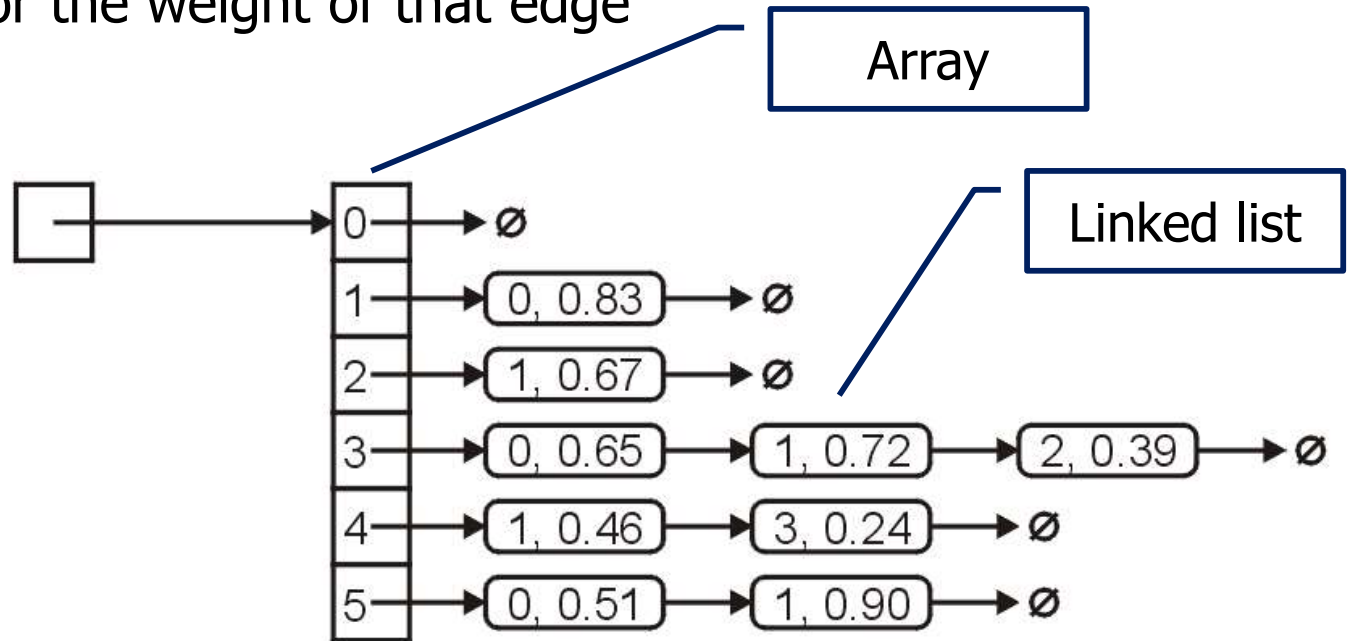 or the weight of that edge
Array
Linked list
0 ∅
1 0, 0.83 ∅
2 1, 0.67 ∅
3 0, 0.65 1, 0.72 2, 0.39 ∅
4 1, 0.46 3, 0.24 ∅
5 0, 0.51 1, 0.90 ∅